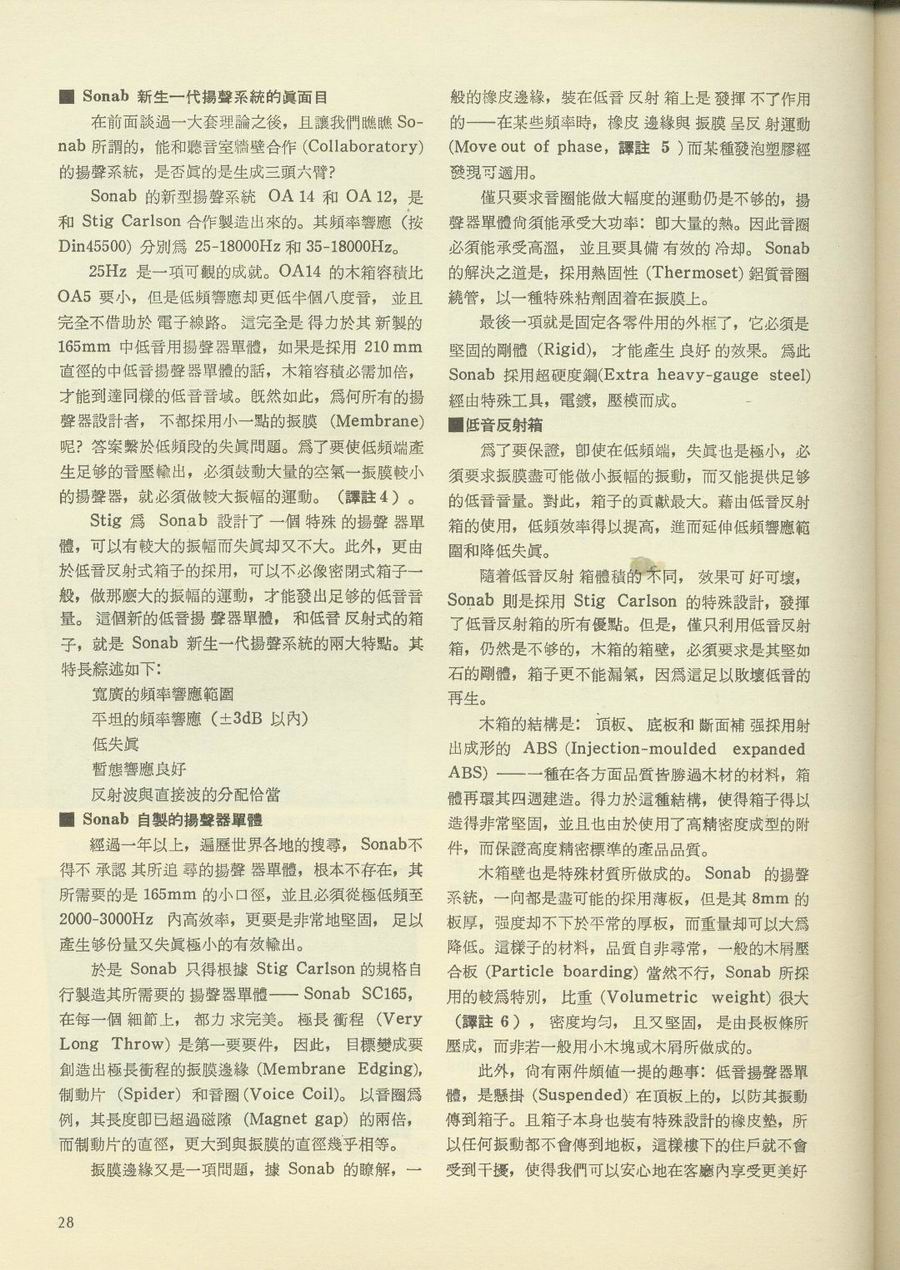 ■ Sonab 新生一代揚聲系統的眞面目
在前面談過一大套理論之後，且讓我們瞧瞧 So-
nab 所謂的，能和聽音室牆壁合作 (Collaboratory)
的揚聲系統，是否眞的是生成三頭六臂?
Sonab 的新型揚聲系統 OA 14 和 OA 12，是
和 Stig Carlson 合作製造出來的。其頻率響應（按
Din45500) 分別爲 25-18000Hz 和 35-18000Hz。
25Hz 是一項可觀的成就。OA14 的木箱容積比
OA5 要小，但是低頻響應却更低半個八度音， 並且
完全不借助於 電子線路。 這完全是 得力於其 新製的
165mm 中低音用揚聲器單體，如果是採用 210 mm
直徑的中低音揚聲器單體的話，木箱容積必需加倍，
才能到達同樣的低音音域。旣然如此，爲何所有的揚
聲器設計者， 不都採用小一點的振膜 (Membrane)
呢? 答案繫於低頻段的失眞問題。爲了要使低頻端產
生足够的音壓輸出，必須鼓動大量的空氣—振膜較小
的揚聲器，就必須做較大振幅的運動。（譯註 4 ）。
Stig 爲 Sonab 設計了 一個 特殊 的揚聲 器單
體，可以有較大的振幅而失眞却又不大。此外，更由
於低音反射式箱子的採用，可以不必像密閉式箱子一
般，做那麼大的振幅的運動，才能發出足够的低音音
量。 這個新的低音揚 聲器單體， 和低音 反射式的箱
子，就是 Sonab 新生一代揚聲系統的兩大特點。其
特長綜述如下:
寬廣的頻率響應範圍
平坦的頻率響應（±3dB 以內）
低失眞
暫態響應良好
反射波與直接波的分配恰當
■ Sonab 自製的揚聲器單體
經過一年以上，遍歷世界各地的搜尋， Sonab不
得不 承認 其所追 尋的揚聲 器單體，根本不存在，其
所需要的是 165mm 的小口徑，並且必須從極低頻至
2000-3000Hz 內高效率，更要是非常地堅固， 足以
產生够份量又失眞極小的有效輸出。
於是 Sonab 只得根據 Stig Carlson 的規格自
行製造其所需要的 揚聲器單體—— Sonab SC165，
在每一個 細節上， 都力 求完美。 極長 衝程 (Very
Long Throw) 是第一要要件， 因此， 目標變成要
創造出極長衝程的振膜邊緣 (Membrane Edging)，
制動片 (Spider) 和音圈 (Voice Coil)。 以音圈爲
例，其長度卽已超過磁隙 (Magnet gap) 的兩倍，
而制動片的直徑，更大到與振膜的直徑幾乎相等。
振膜邊緣又是一項問題，據 Sonab 的瞭解，一
般的橡皮邊緣，裝在低音 反射 箱上是 發揮 不了作用
的——在某些頻率時，橡皮 邊緣與 振膜 呈反 射運動
(Move out of phase，譯註 5 ) 而某種發泡塑膠經
發現可適用。
僅只要求音圈能做大幅度的運動仍是不够的，揚
聲器單體尙須能承受大功率: 卽大量的熱。因此音圈
必須能承受高溫， 並且要具備 有效的 冷却。 Sonab
的解決之道是，採用熱固性 (Thermoset) 鋁質音圈
繞管，以一種特殊粘劑固着在振膜上。
最後一項就是固定各零件用的外框了，它必須是
堅固的剛體 (Rigid)， 才能產生 良好 的效果。 爲此
Sonab 採用超硬度鋼(Extra heavy-gauge steel)
經由特殊工具，電鍍，壓模而成。
■低音反射箱
爲了要保證，卽使在低頻端，失眞也是極小，必
須要求振膜盡可能做小振幅的振動，而又能提供足够
的低音音量。對此，箱子的貢獻最大。藉由低音反射
箱的使用，低頻效率得以提高，進而延伸低頻響應範
圍和降低失眞。
隨着低音反射 箱體積的 不同， 效果可 好可壞，
Sonab 則是採用 Stig Carlson 的特殊設計，發揮
了低音反射箱的所有優點。但是，僅只利用低音反射
箱，仍然是不够的，木箱的箱壁，必須要求是其堅如
石的剛體，箱子更不能漏氣，因爲這足以敗壞低音的
再生。
木箱的結構是: 頂板、 底板和 斷面補 强採用射
出成形的 ABS (Injection-moulded expanded
ABS) ——一種在各方面品質皆勝過木材的材料，箱
體再環其四週建造。得力於這種結構，使得箱子得以
造得非常堅固，並且也由於使用了高精密度成型的附
件，而保證高度精密標準的產品品質。
木箱壁也是特殊材質所做成的。 Sonab 的揚聲
系統，一向都是盡可能的採用薄板，但是其 8mm 的
板厚，强度却不下於平常的厚板，而重量却可以大爲
降低。這樣子的材料，品質自非尋常，一般的木屑壓
合板 (Particle boarding) 當然不行，Sonab 所採
用的較爲特別， 比重 (Volumetric weight) 很大
（譯註 6 ）， 密度均勻， 且又堅固， 是由長板條所
壓成，而非若一般用小木塊或木屑所做成的。
此外，尙有兩件頗値一提的趣事: 低音揚聲器單
體，是懸掛 (Suspended) 在頂板上的，以防其振動
傳到箱子。且箱子本身也裝有特殊設計的橡皮墊，所
以任何振動都不會傳到地板，這樣樓下的住戶就不會
受到干擾，使得我們可以安心地在客廳內享受更美好
28